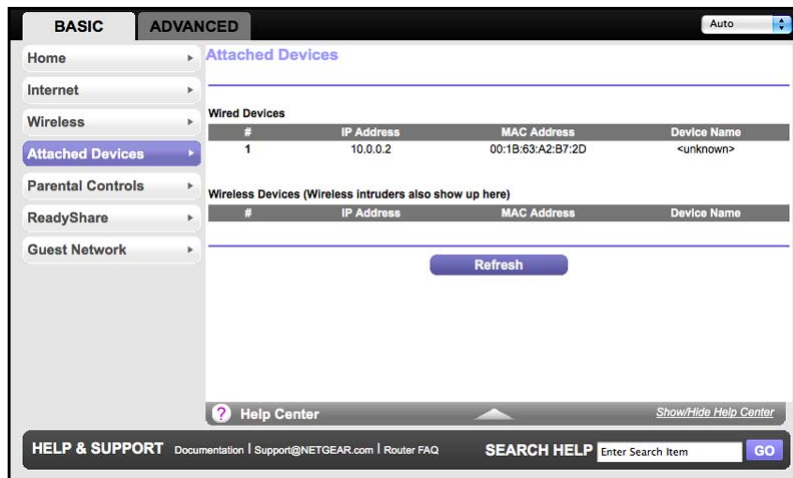 BASIC ADVANCED Auto
Home
Internet
Wireless
Attached Devices
Parental Controls
ReadyShare
Guest Network
Attached Devices
Wired Devices
# IP Address MAC Address Device Name
1 10.0.0.2 00:1B:63:A2:B7:2D <unknown>
Wireless Devices (Wireless intruders also show up here)
# IP Address MAC Address Device Name
Refresh
? Help Center Show/Hide Help Center
HELP & SUPPORT Documentation | Support@NETGEAR.com | Router FAQ SEARCH HELP Enter Search Item GO